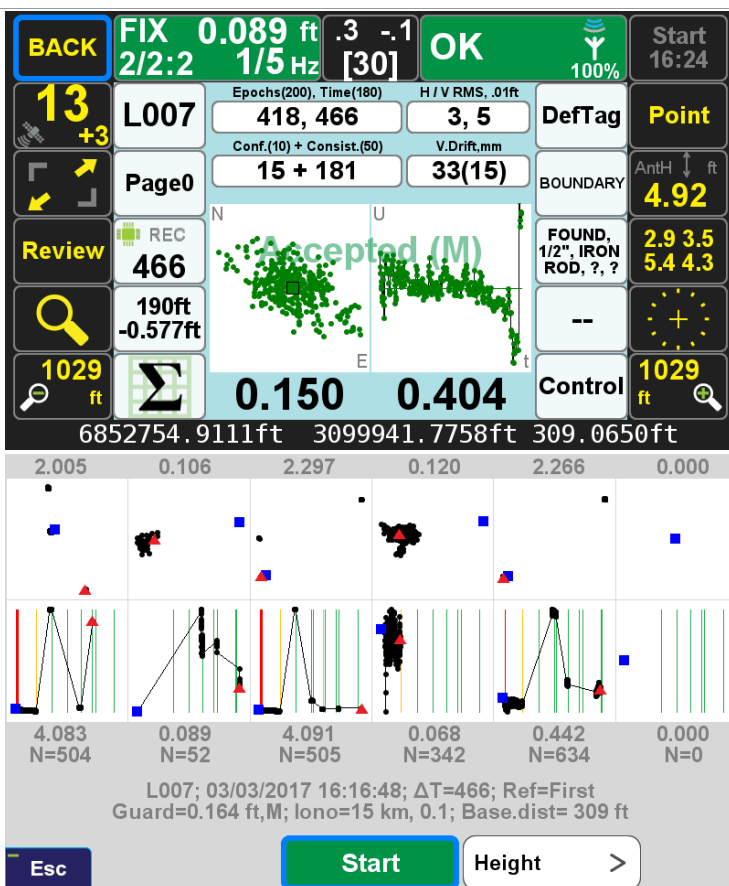 BACK
FIX 0.089 ft
2/2:2 1/5 Hz
.3 -.1
[30]
OK
100%
Start
16:24
13
+3
L007
Epochs(200), Time(180)
418, 466
H / V RMS, .01ft
3, 5
DefTag
Point
Page0
Conf.(10) + Consist.(50)
15 + 181
V.Drift,mm
33(15)
BOUNDARY
AntH ft
4.92
Review
REC
466
N
U
Accepted (M)
E
t
FOUND,
1/2", IRON
ROD, ?, ?
2.9 3.5
5.4 4.3
190ft
-0.577ft
--
1029
ft
Σ
0.150
0.404
Control
1029
ft
6852754.9111ft 3099941.7758ft 309.0650ft
2.005 0.106 2.297 0.120 2.266 0.000
4.083 0.089 4.091 0.068 0.442 0.000
N=504 N=52 N=505 N=342 N=634 N=0
L007; 03/03/2017 16:16:48; ΔT=466; Ref=First
Guard=0.164 ft,M; Iono=15 km, 0.1; Base.dist= 309 ft
Esc
Start
Height >